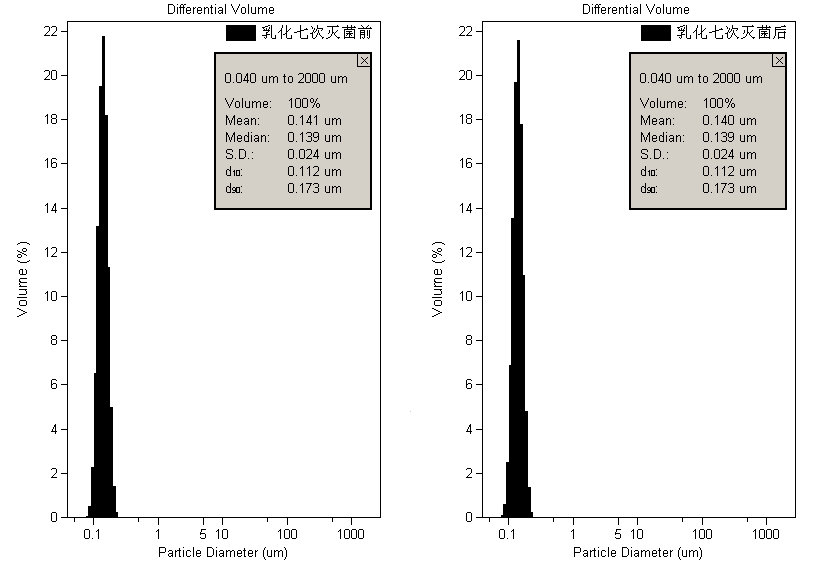 Differential Volume
乳化七次灭菌前
0.040 um to 2000 um
Volume: 100%
Mean: 0.141 um
Median: 0.139 um
S.D.: 0.024 um
d10: 0.112 um
d90: 0.173 um
Volume (%)
22
20
18
16
14
12
10
8
6
4
2
0
0.1 1 5 10 100 1000
Particle Diameter (um)
Differential Volume
乳化七次灭菌后
0.040 um to 2000 um
Volume: 100%
Mean: 0.140 um
Median: 0.139 um
S.D.: 0.024 um
d10: 0.112 um
d90: 0.173 um
Volume (%)
22
20
18
16
14
12
10
8
6
4
2
0
0.1 1 5 10 100 1000
Particle Diameter (um)